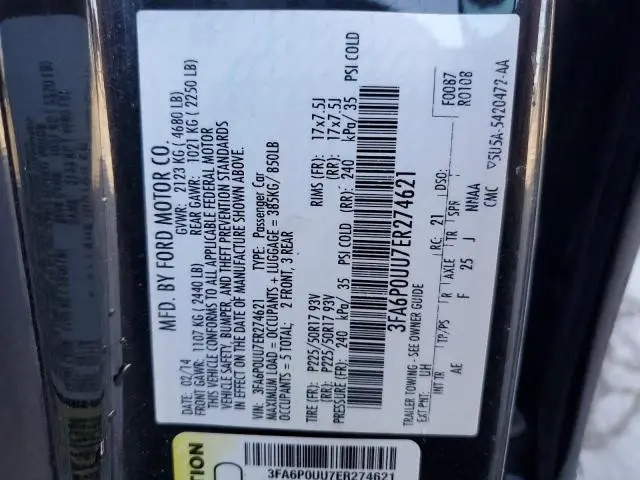 MFD. BY FORD MOTOR CO.
DATE: 02/14 GVWR: 2123 KG ( 4680 LB)
FRONT GAWR: 1107 KG ( 2440 LB) REAR GAWR: 1021 KG ( 2250 LB)
THIS VEHICLE CONFORMS TO ALL APPLICABLE FEDERAL MOTOR
VEHICLE SAFETY, BUMPER, AND THEFT PREVENTION STANDARDS
IN EFFECT ON THE DATE OF MANUFACTURE SHOWN ABOVE.
VIN: 3FA6P0UU7ER274621 TYPE: Passenger Car
MAXIMUM LOAD = OCCUPANTS + LUGGAGE = 385KG/ 850LB
OCCUPANTS = 5 TOTAL; 2 FRONT, 3 REAR
TIRE (FR): P225/50R17 93V RIMS (FR): 17x7.5J
(RR): P225/50R17 93V (RR): 17x7.5J
PRESSURE (FR): 240 kPa/ 35 PSI COLD (RR): 240 kPa/ 35 PSI COLD
3FA6P0UU7ER274621
TRAILER TOWING - SEE OWNER GUIDE F0087
EXT PNT: UH RC: 21 DSO: R0108
INT TR TP/PS R AXLE TR SPR
AE F 25 J NNAA
CMC ▽5U5A-5420472-AA
3FA6P0UU7ER274621